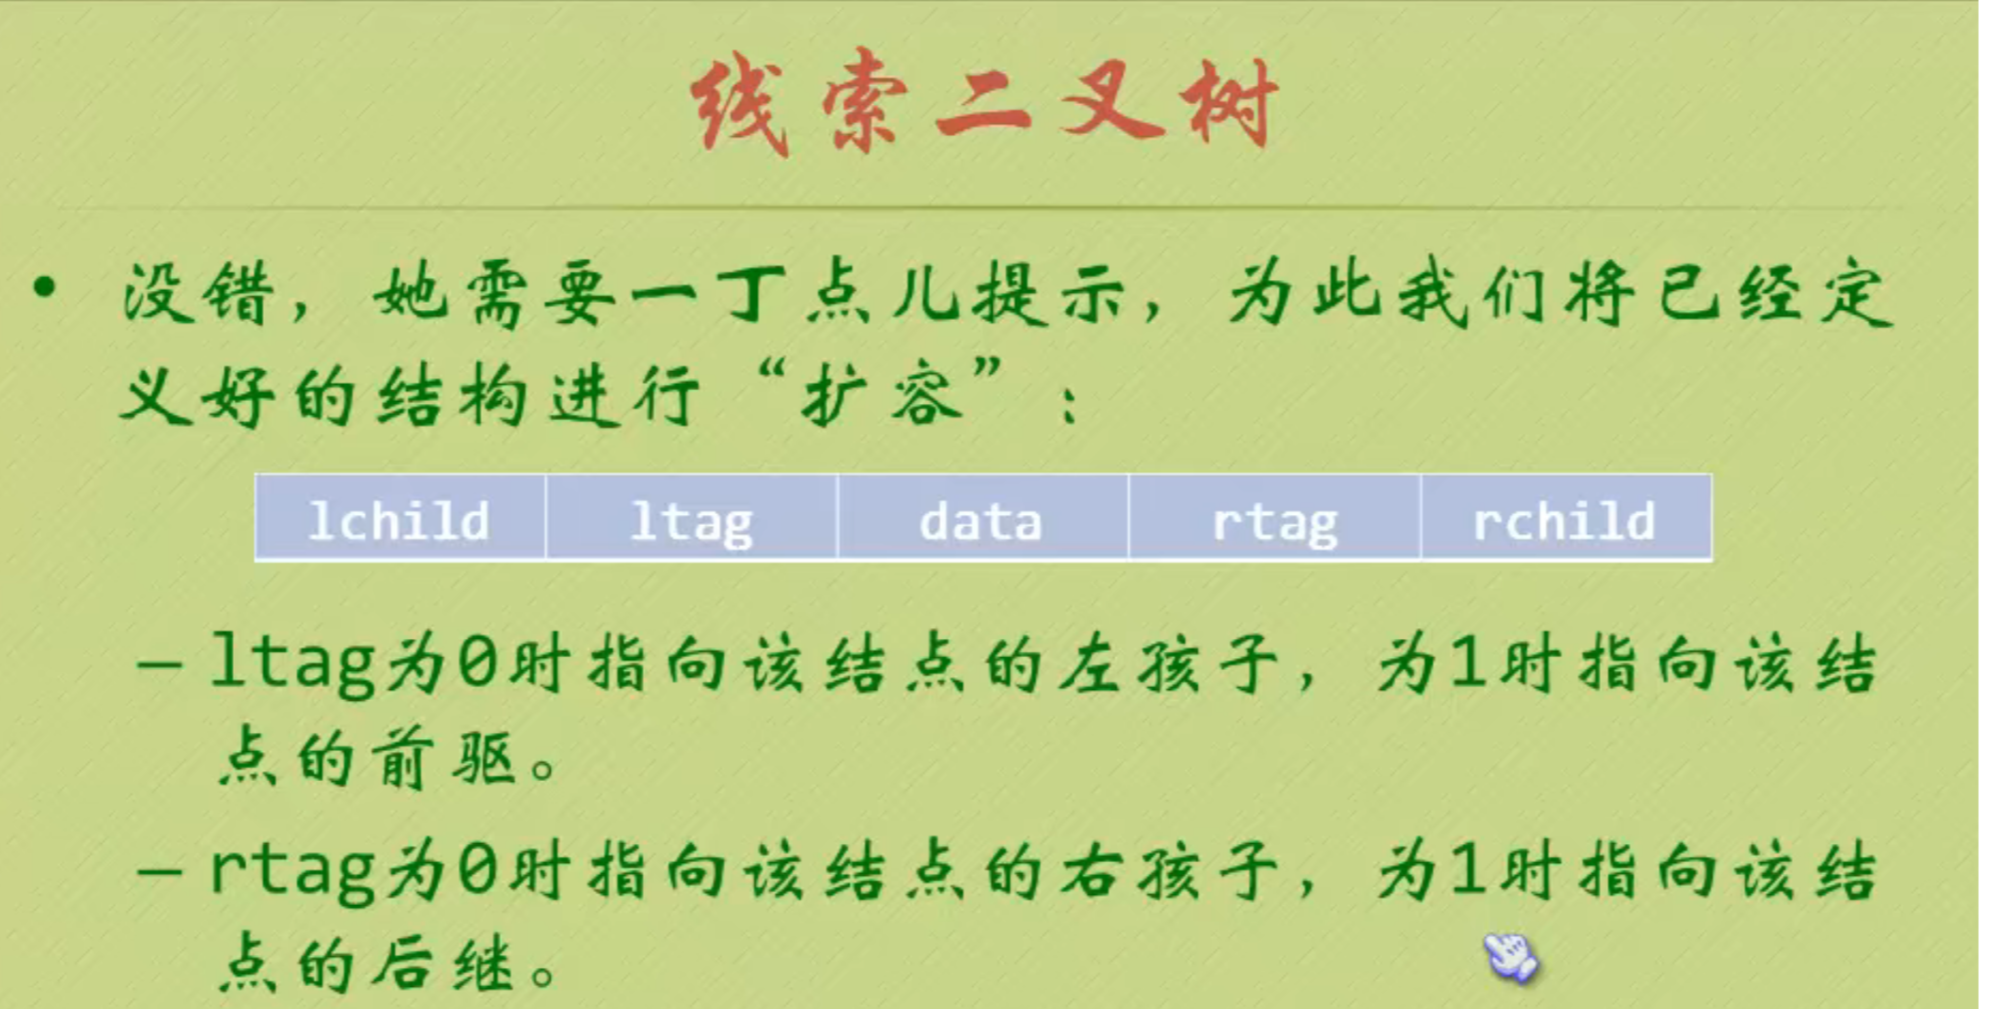 线索二叉树
• 没错，她需要一丁点儿提示，为此我们将已经定
义好的结构进行“扩容”：
lchild ltag data rtag rchild
– ltag为0时指向该结点的左孩子，为1时指向该结
点的前驱。
– rtag为0时指向该结点的右孩子，为1时指向该结
点的后继。